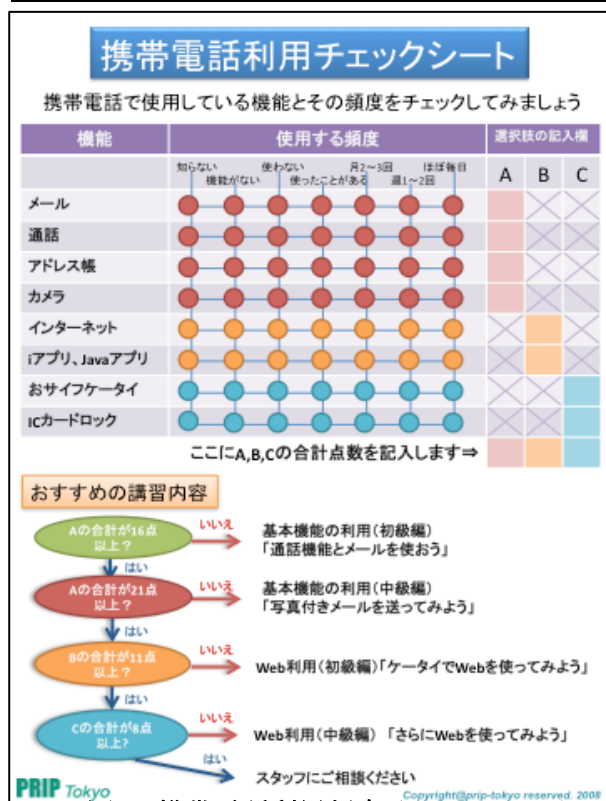 携帯電話利用チェックシート
携帯電話で使用している機能とその頻度をチェックしてみましょう
機能 使用する頻度 選択肢の記入欄
知らない 使わない 月2～3回 ほぼ毎日
機能がない 使ったことがある 週1～2回
A B C
メール
通話
アドレス帳
カメラ
インターネット
iアプリ、Javaアプリ
おサイフケータイ
ICカードロック
ここにA,B,Cの合計点数を記入します⇒
おすすめの講習内容
Aの合計が16点
以上？
いいえ
基本機能の利用(初級編)
「通話機能とメールを使おう」
はい
Aの合計が21点
以上？
いいえ
基本機能の利用(中級編)
「写真付きメールを送ってみよう」
はい
Bの合計が11点
以上？
いいえ
Web利用(初級編)「ケータイでWebを使ってみよう」
はい
Cの合計が8点
以上?
いいえ
Web利用(中級編) 「さらにWebを使ってみよう」
はい
スタッフにご相談ください
PRIP Tokyo
Copyright@prip-tokyo reserved. 2008